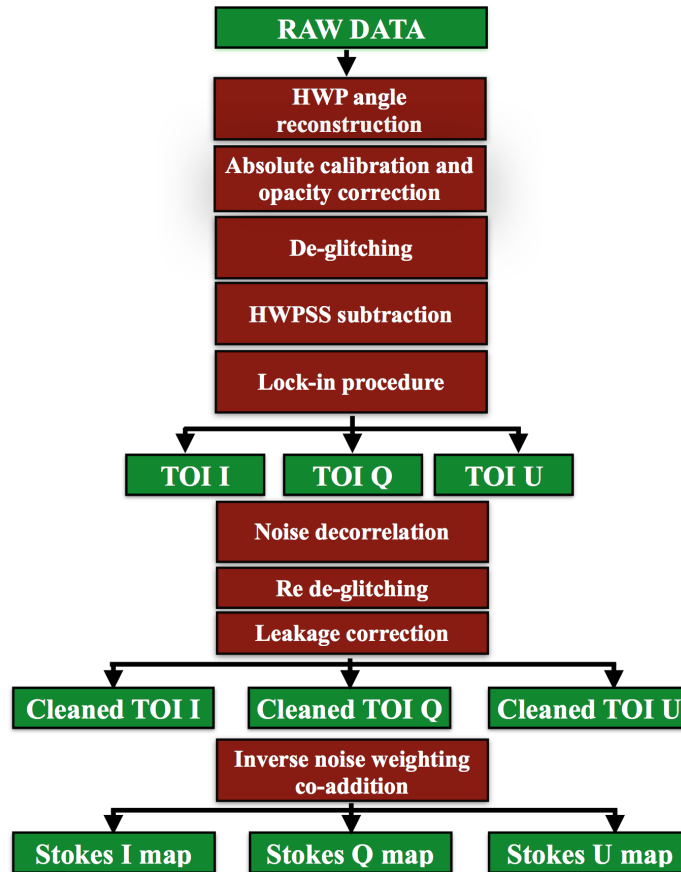 RAW DATA
HWP angle
reconstruction
Absolute calibration and
opacity correction
De-glitching
HWPSS subtraction
Lock-in procedure
TOI I
TOI Q
TOI U
Noise decorrelation
Re de-glitching
Leakage correction
Cleaned TOI I
Cleaned TOI Q
Cleaned TOI U
Inverse noise weighting
co-addition
Stokes I map
Stokes Q map
Stokes U map